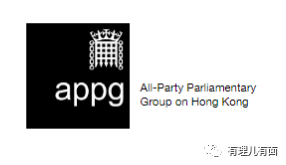 appg
All-Party Parliamentary
Group on Hong Kong
有理儿有面